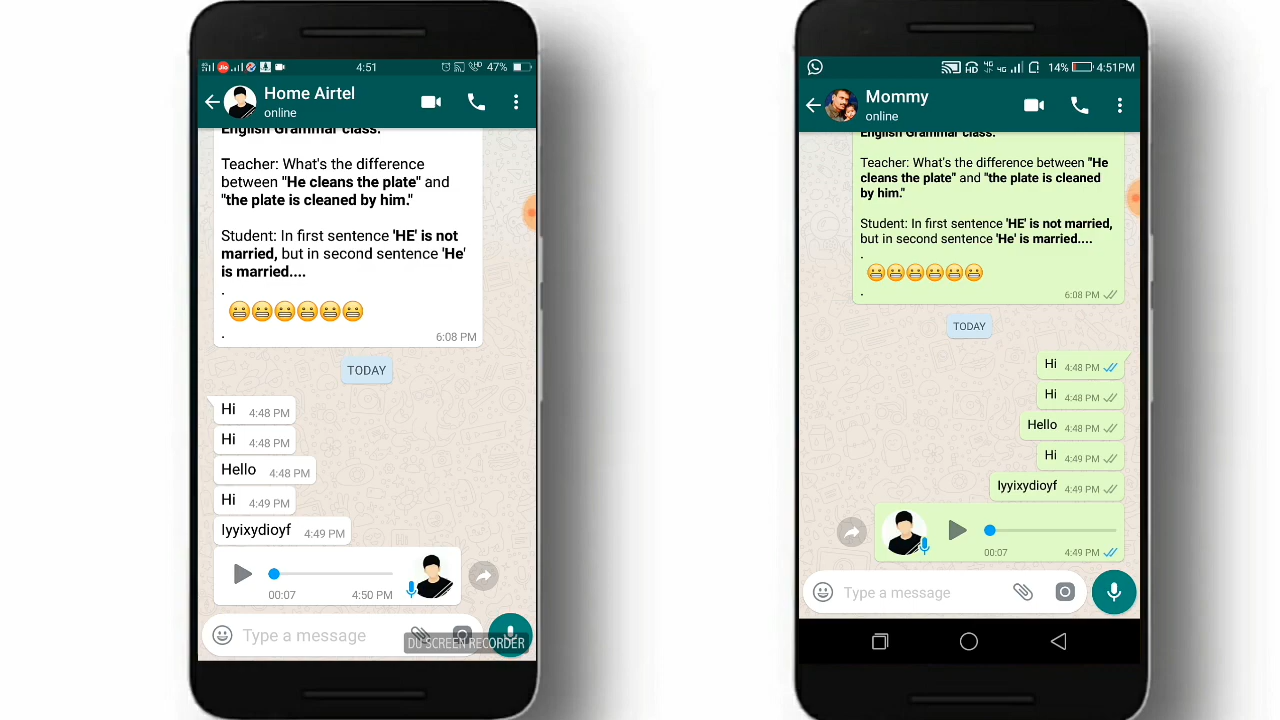 4:51
47%
Home Airtel
online
English Grammar class.
Teacher: What's the difference
between "He cleans the plate" and
"the plate is cleaned by him."
Student: In first sentence 'HE' is not
married, but in second sentence 'He'
is married....
.
.
6:08 PM
TODAY
Hi 4:48 PM
Hi 4:48 PM
Hello 4:48 PM
Hi 4:49 PM
Iyyixydioyf 4:49 PM
00:07 4:50 PM
Type a message
DU SCREEN RECORDER
HD 4G 4G 14% 4:51PM
Mommy
online
English Grammar class.
Teacher: What's the difference between "He
cleans the plate" and "the plate is cleaned
by him."
Student: In first sentence 'HE' is not married,
but in second sentence 'He' is married....
.
.
6:08 PM
TODAY
Hi 4:48 PM
Hi 4:48 PM
Hello 4:48 PM
Hi 4:49 PM
Iyyixydioyf 4:49 PM
00:07 4:49 PM
Type a message